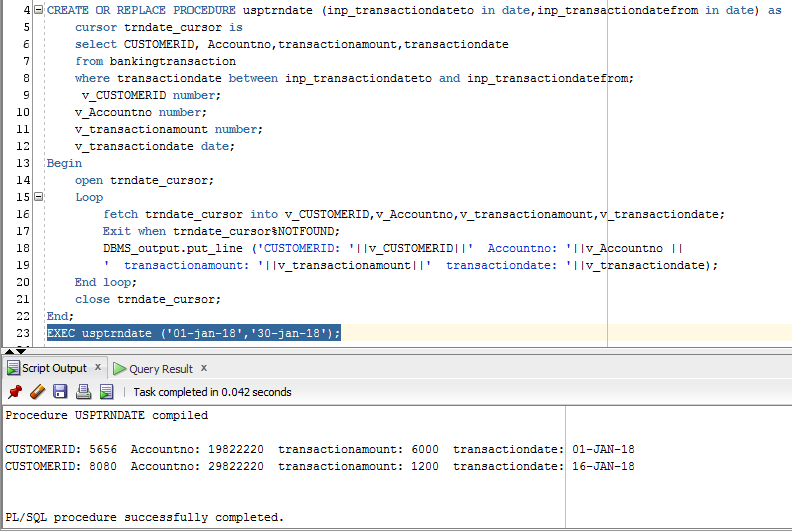 4 CREATE OR REPLACE PROCEDURE usptrndate (inp_transactiondateto in date,inp_transactiondatefrom in date) as
5 cursor trndate_cursor is
6 select CUSTOMERID, Accountno,transactionamount,transactiondate
7 from bankingtransaction
8 where transactiondate between inp_transactiondateto and inp_transactiondatefrom;
9 v_CUSTOMERID number;
10 v_Accountno number;
11 v_transactionamount number;
12 v_transactiondate date;
13 Begin
14 open trndate_cursor;
15 Loop
16 fetch trndate_cursor into v_CUSTOMERID,v_Accountno,v_transactionamount,v_transactiondate;
17 Exit when trndate_cursor%NOTFOUND;
18 DBMS_output.put_line ('CUSTOMERID: '||v_CUSTOMERID||'  Accountno: '||v_Accountno ||
19 '  transactionamount: '||v_transactionamount||'  transactiondate: '||v_transactiondate);
20 End loop;
21 close trndate_cursor;
22 End;
23 EXEC usptrndate ('01-jan-18','30-jan-18');
Script Output x Query Result x
Task completed in 0.042 seconds
Procedure USPTRNDATE compiled
CUSTOMERID: 5656  Accountno: 19822220  transactionamount: 6000  transactiondate: 01-JAN-18
CUSTOMERID: 8080  Accountno: 29822220  transactionamount: 1200  transactiondate: 16-JAN-18
PL/SQL procedure successfully completed.